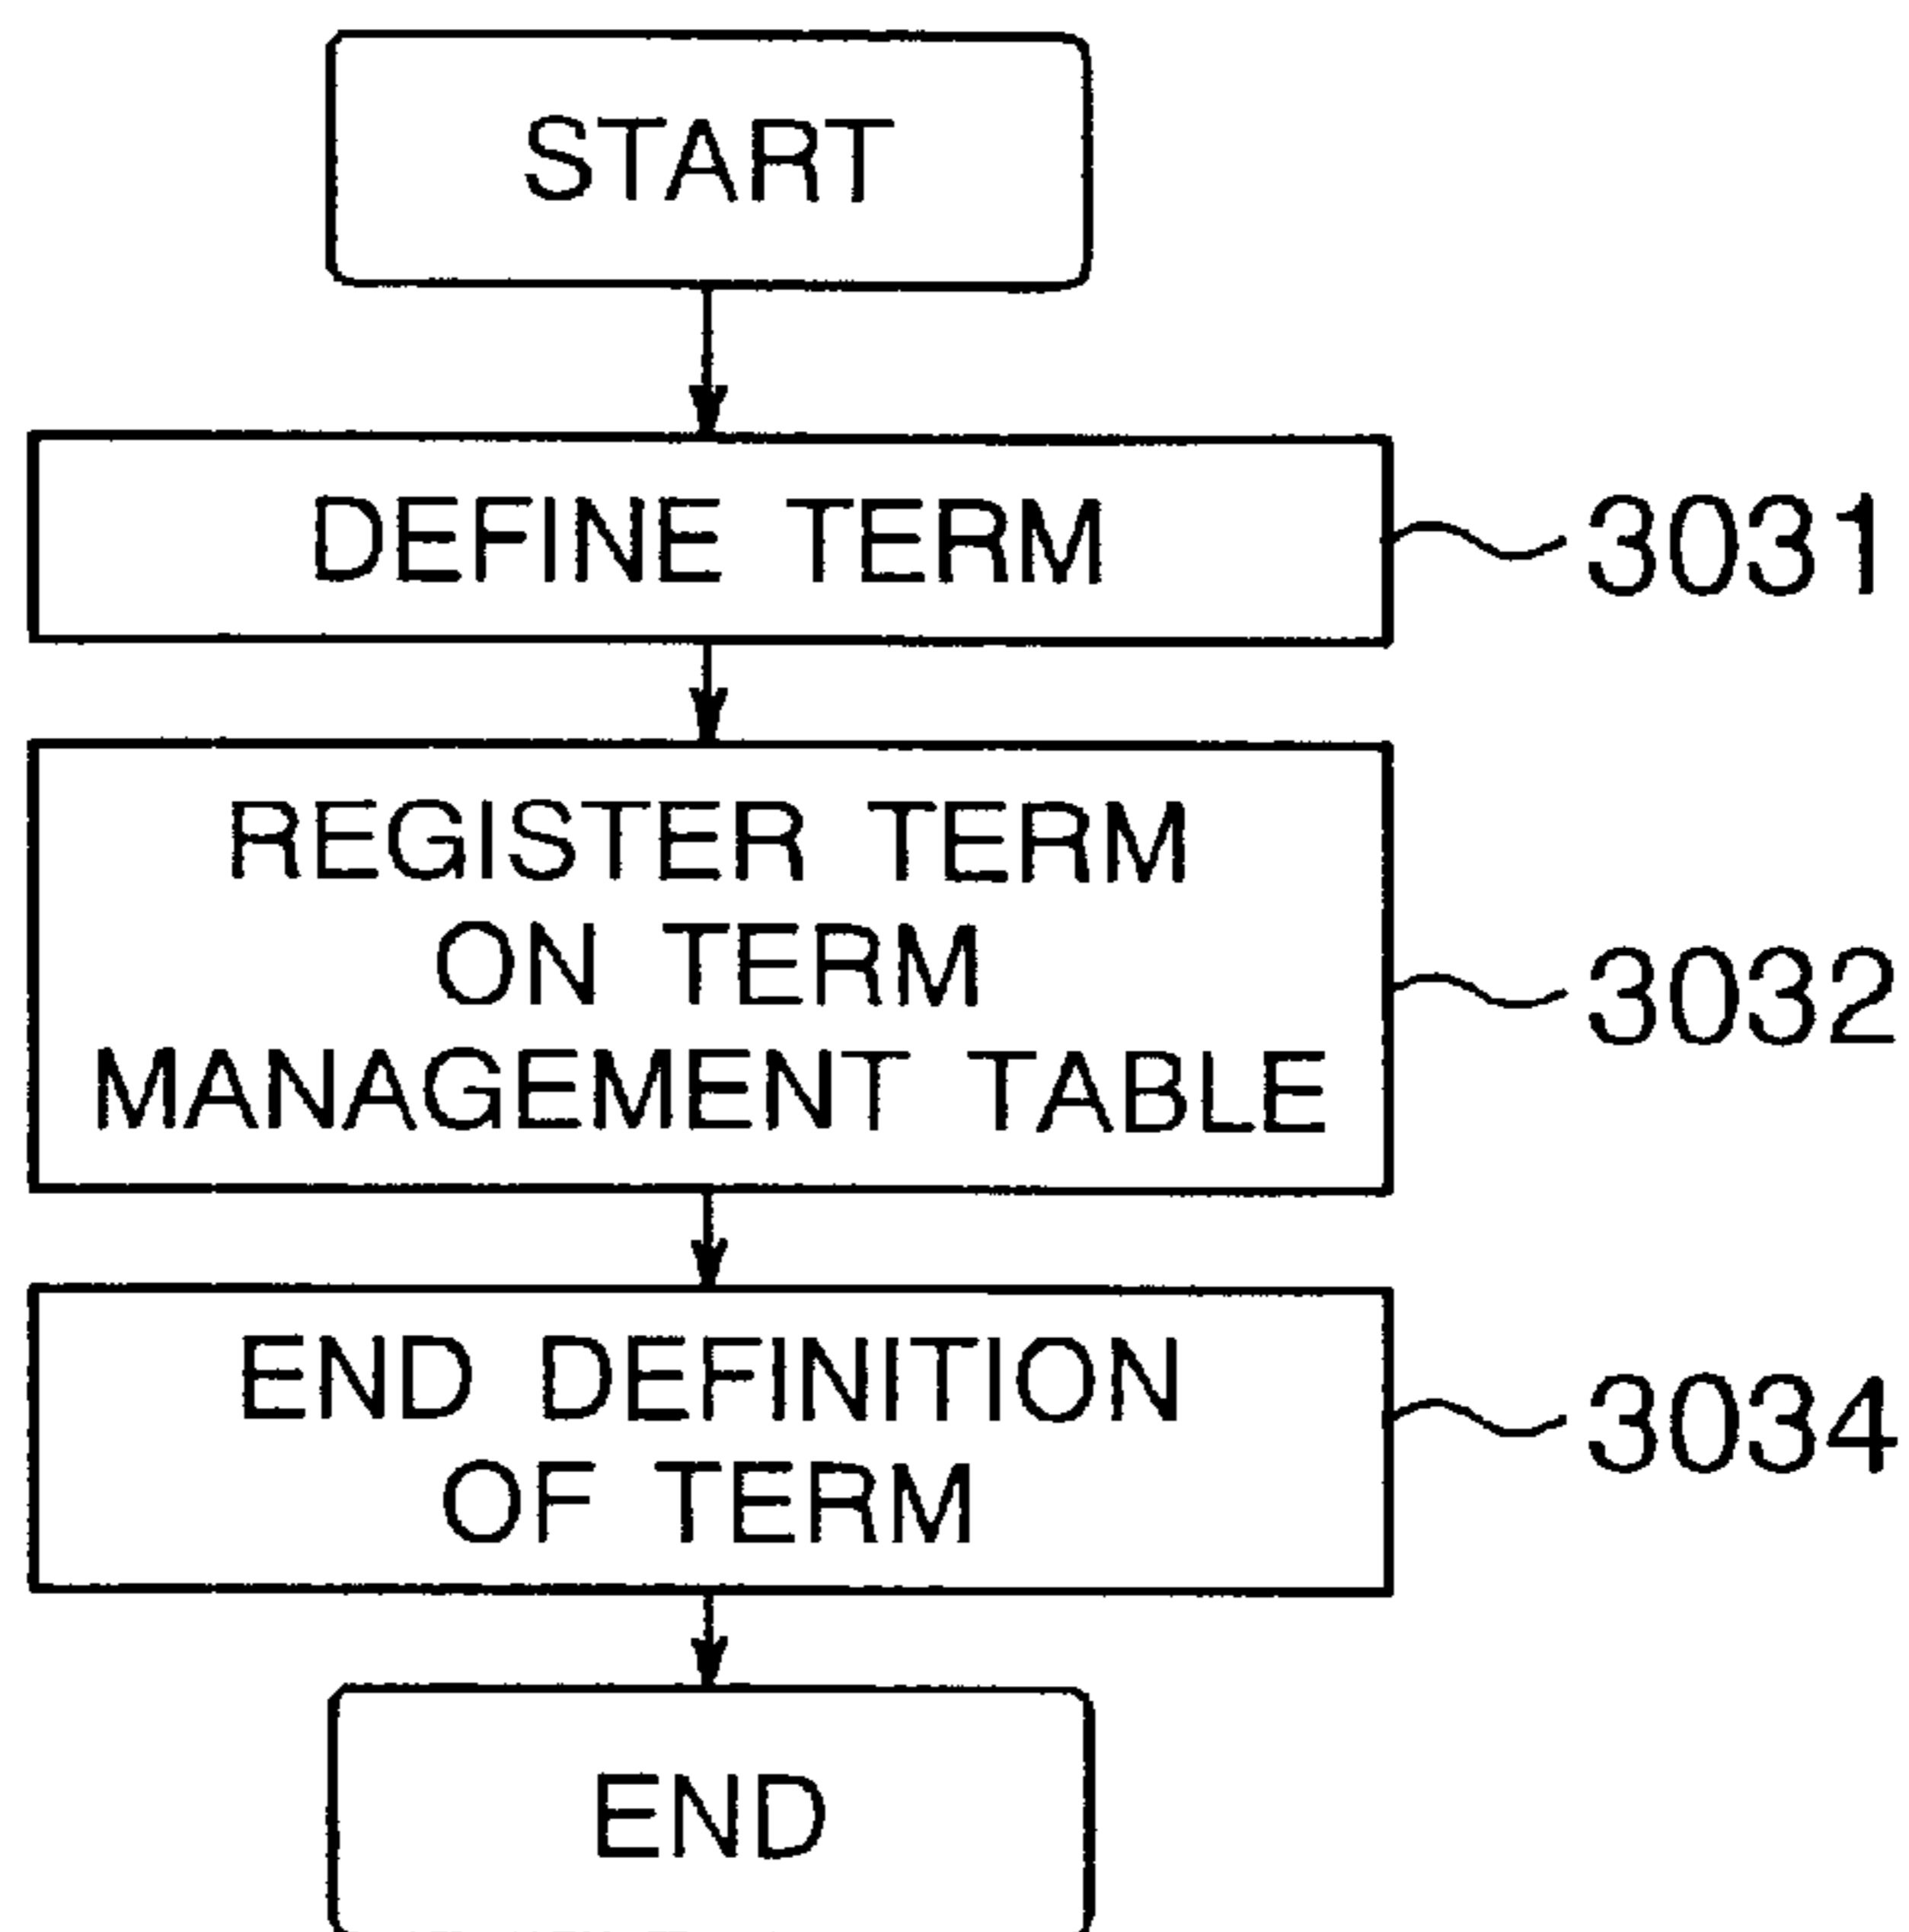 START
DEFINE TERM
3031
REGISTER TERM
ON TERM
MANAGEMENT TABLE
3032
END DEFINITION
OF TERM
3034
END